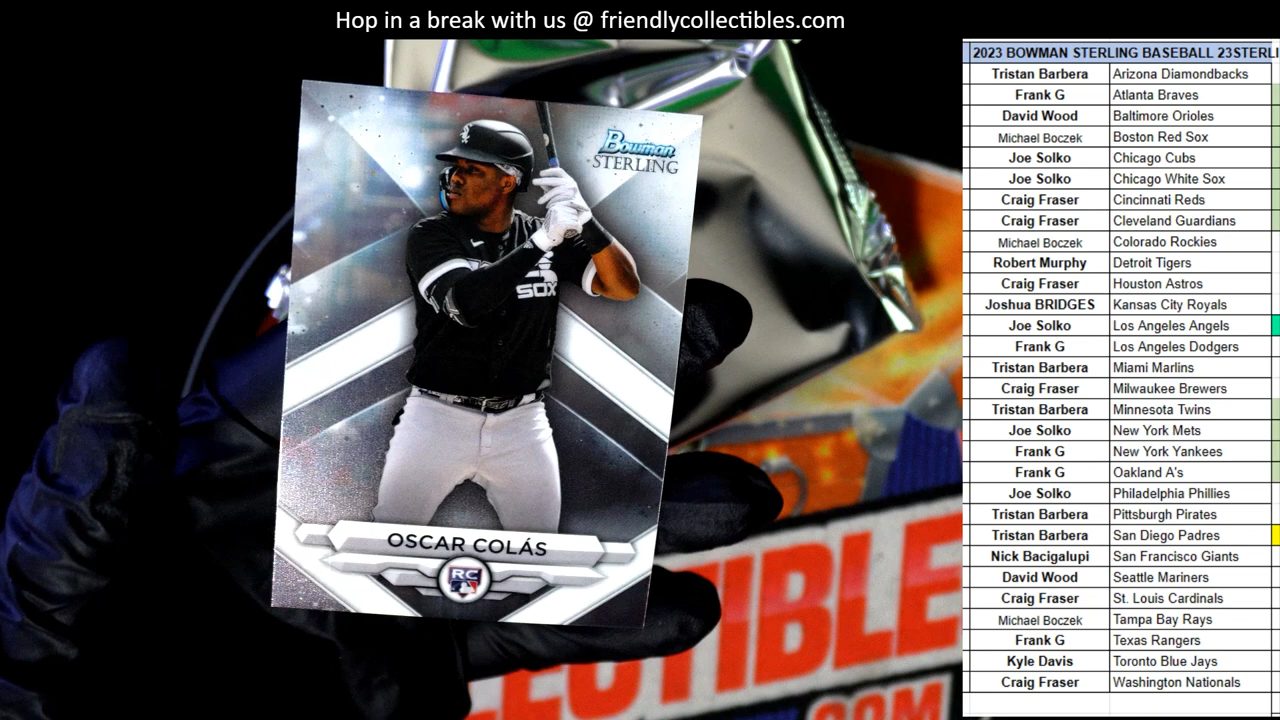 Hop in a break with us @ friendlycollectibles.com
Bowman
STERLING
SOX
OSCAR COLÁS
RC
ECTIBLE
.COM
2023 BOWMAN STERLING BASEBALL 23STERLI
Tristan Barbera Arizona Diamondbacks
Frank G Atlanta Braves
David Wood Baltimore Orioles
Michael Boczek Boston Red Sox
Joe Solko Chicago Cubs
Joe Solko Chicago White Sox
Craig Fraser Cincinnati Reds
Craig Fraser Cleveland Guardians
Michael Boczek Colorado Rockies
Robert Murphy Detroit Tigers
Craig Fraser Houston Astros
Joshua BRIDGES Kansas City Royals
Joe Solko Los Angeles Angels
Frank G Los Angeles Dodgers
Tristan Barbera Miami Marlins
Craig Fraser Milwaukee Brewers
Tristan Barbera Minnesota Twins
Joe Solko New York Mets
Frank G New York Yankees
Frank G Oakland A's
Joe Solko Philadelphia Phillies
Tristan Barbera Pittsburgh Pirates
Tristan Barbera San Diego Padres
Nick Bacigalupi San Francisco Giants
David Wood Seattle Mariners
Craig Fraser St. Louis Cardinals
Michael Boczek Tampa Bay Rays
Frank G Texas Rangers
Kyle Davis Toronto Blue Jays
Craig Fraser Washington Nationals